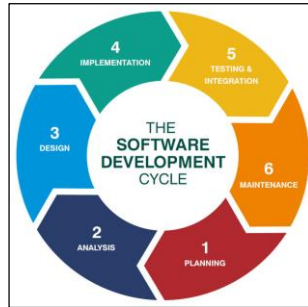 THE
SOFTWARE
DEVELOPMENT
CYCLE
1
PLANNING
2
ANALYSIS
3
DESIGN
4
IMPLEMENTATION
5
TESTING &
INTEGRATION
6
MAINTENANCE